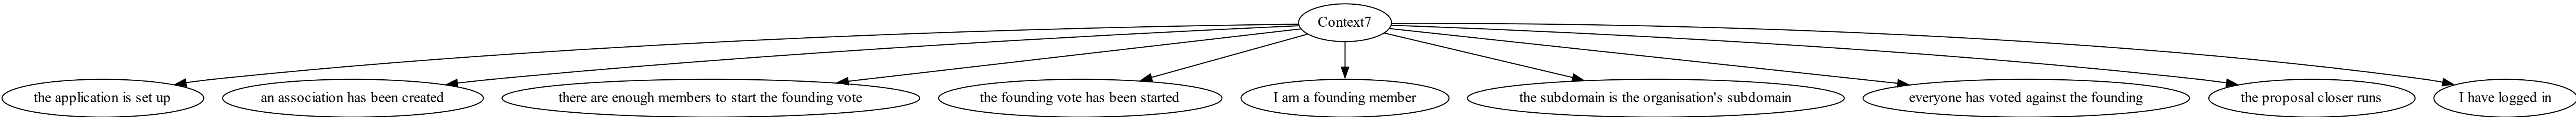 Context7
the application is set up
an association has been created
there are enough members to start the founding vote
the founding vote has been started
I am a founding member
the subdomain is the organisation's subdomain
everyone has voted against the founding
the proposal closer runs
I have logged in